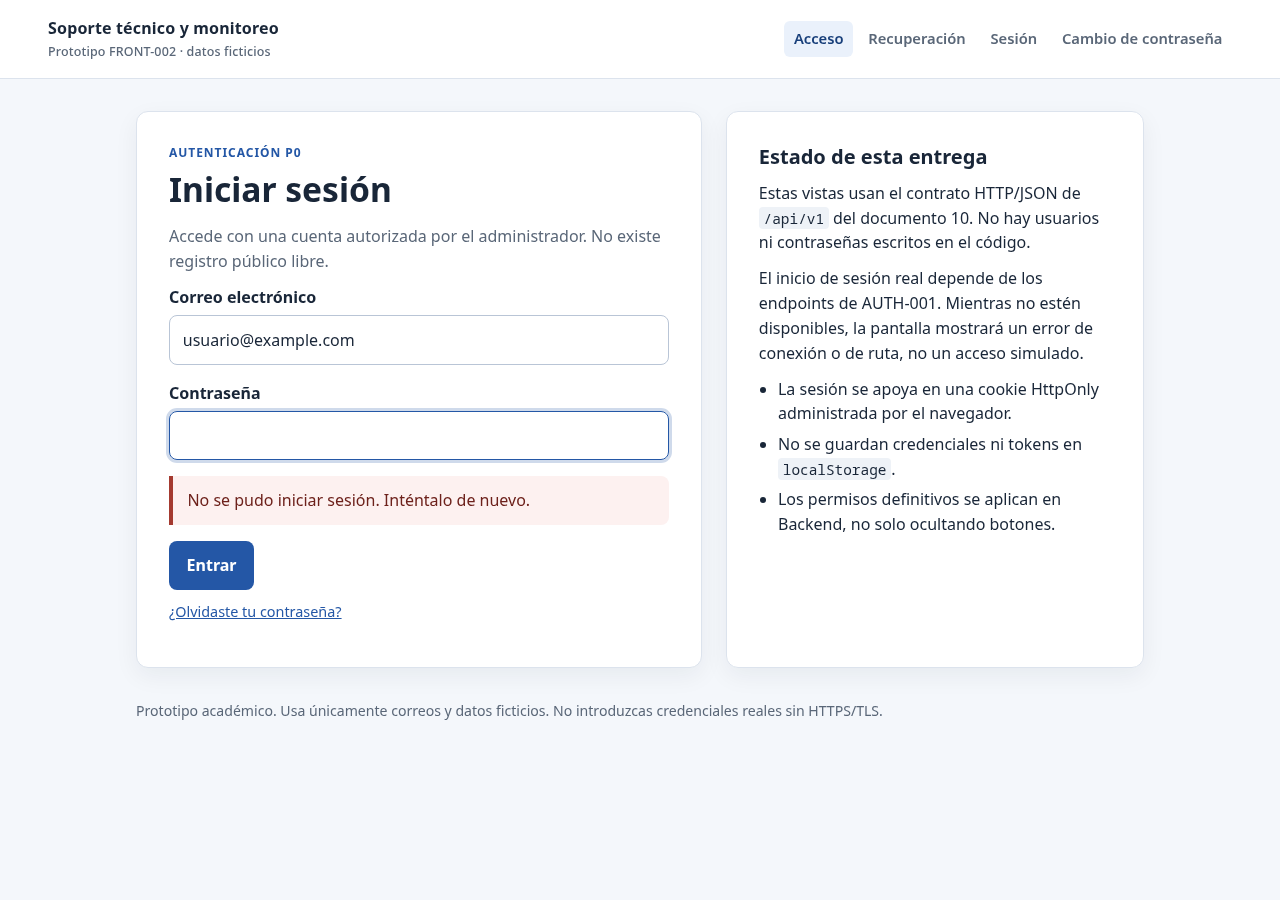 Soporte técnico y monitoreo
Prototipo FRONT-002 · datos ficticios
Acceso
Recuperación
Sesión
Cambio de contraseña
AUTENTICACIÓN P0
Iniciar sesión
Accede con una cuenta autorizada por el administrador. No existe
registro público libre.
Correo electrónico
usuario@example.com
Contraseña
No se pudo iniciar sesión. Inténtalo de nuevo.
Entrar
¿Olvidaste tu contraseña?
Estado de esta entrega
Estas vistas usan el contrato HTTP/JSON de
/api/v1 del documento 10. No hay usuarios
ni contraseñas escritos en el código.
El inicio de sesión real depende de los
endpoints de AUTH-001. Mientras no estén
disponibles, la pantalla mostrará un error de
conexión o de ruta, no un acceso simulado.
La sesión se apoya en una cookie HttpOnly
administrada por el navegador.
No se guardan credenciales ni tokens en
localStorage.
Los permisos definitivos se aplican en
Backend, no solo ocultando botones.
Prototipo académico. Usa únicamente correos y datos ficticios. No introduzcas credenciales reales sin HTTPS/TLS.